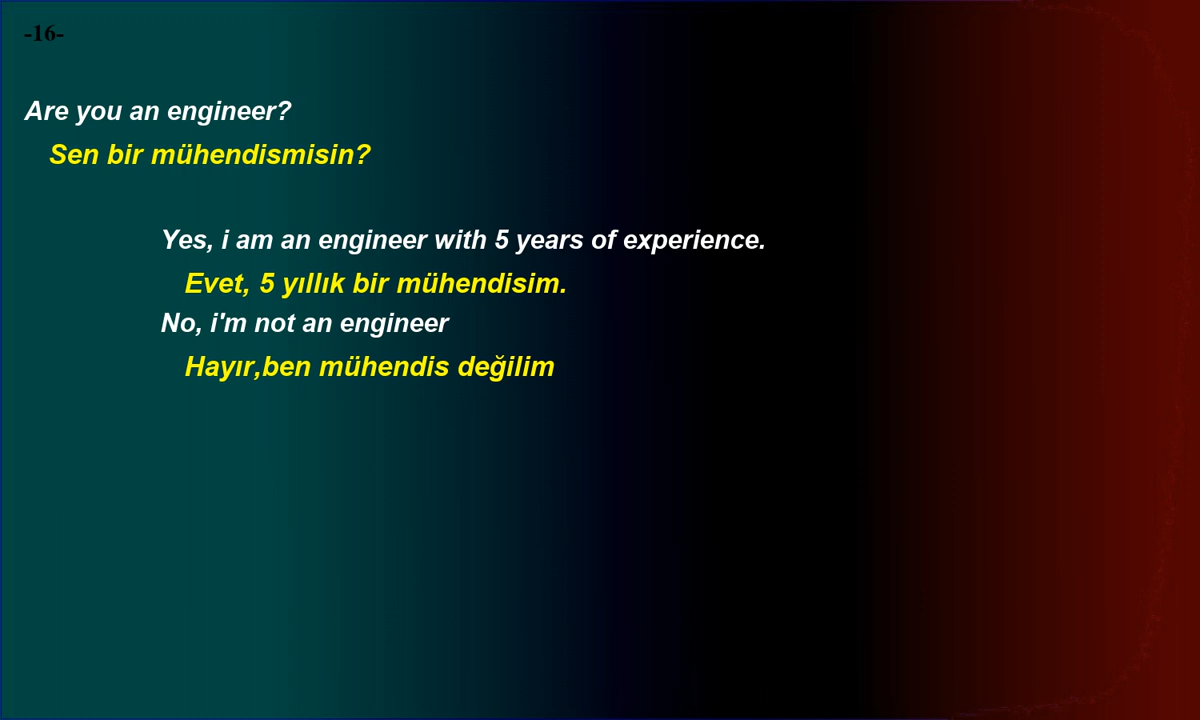 -16-
Are you an engineer?
Sen bir mühendismisin?
Yes, i am an engineer with 5 years of experience.
Evet, 5 yıllık bir mühendisim.
No, i'm not an engineer
Hayır,ben mühendis değilim